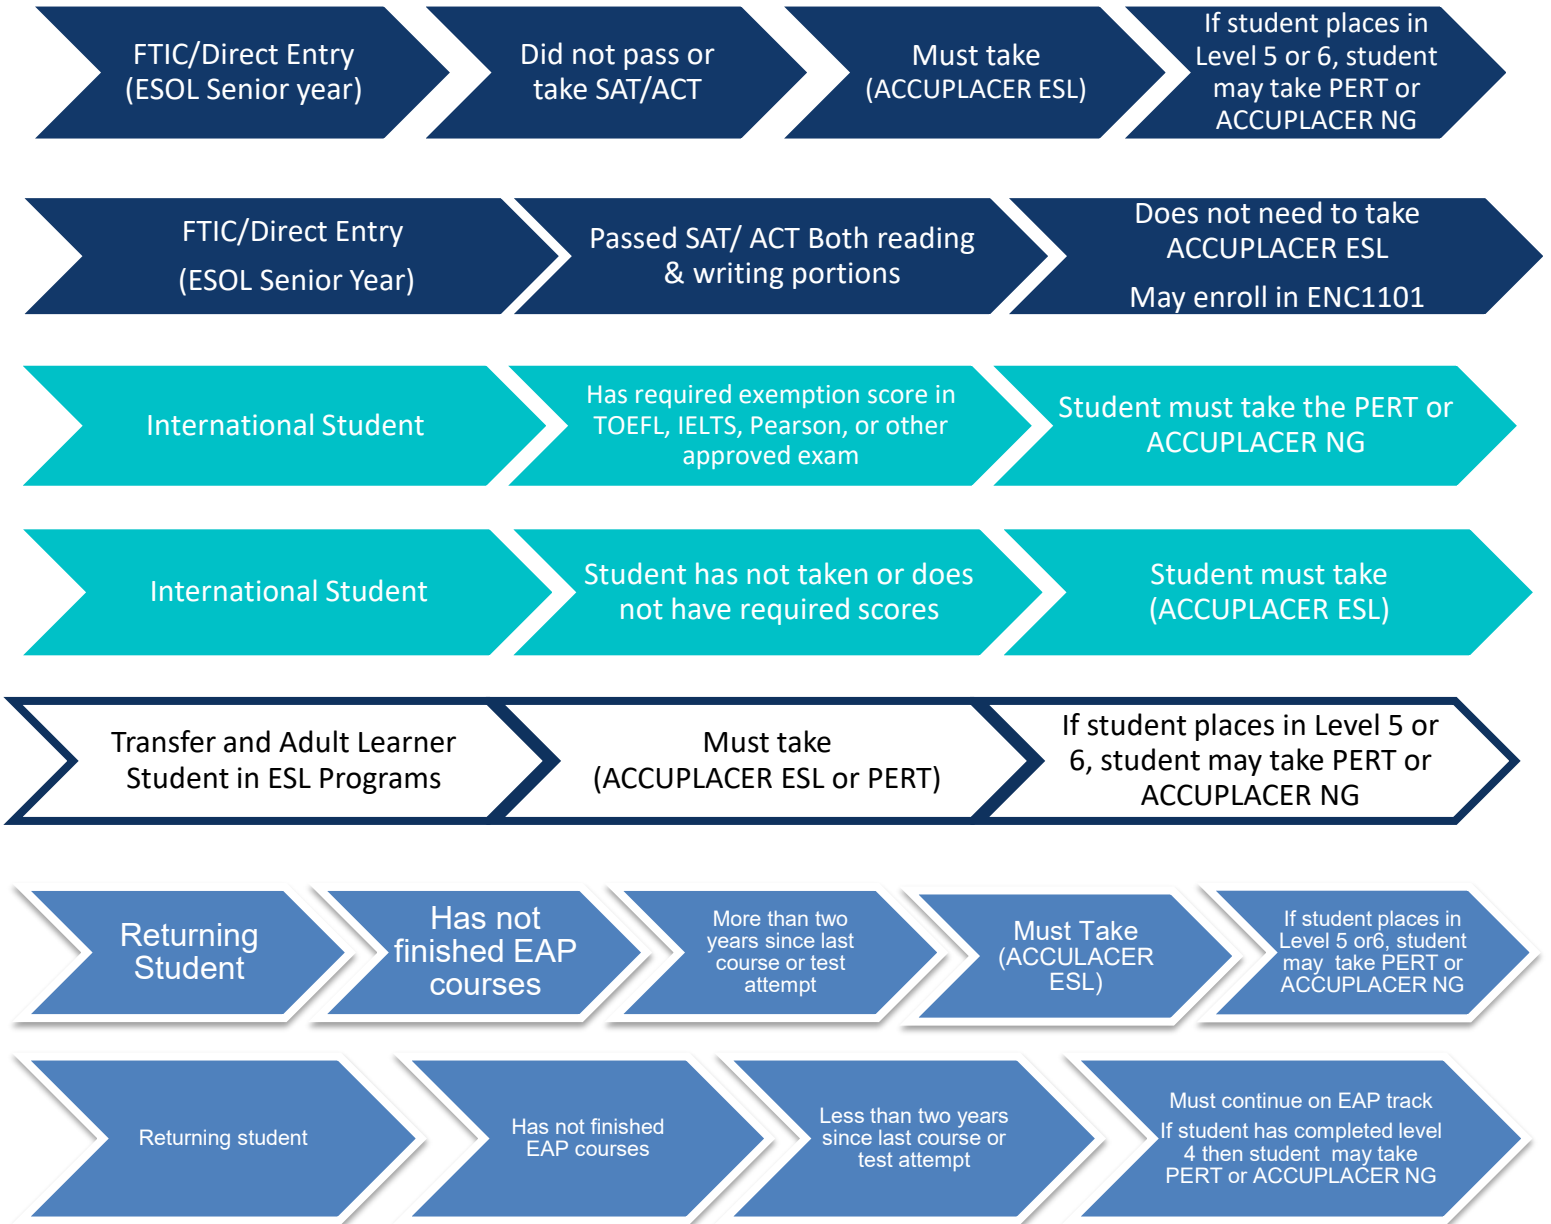 FTIC/Direct Entry
(ESOL Senior year)
Did not pass or
take SAT/ACT
Must take
(ACCUPLACER ESL)
If student places in
Level 5 or 6, student
may take PERT or
ACCUPLACER NG
FTIC/Direct Entry
(ESOL Senior Year)
Passed SAT/ ACT Both reading
& writing portions
Does not need to take
ACCUPLACER ESL
May enroll in ENC1101
International Student
Has required exemption score in
TOEFL, IELTS, Pearson, or other
approved exam
Student must take the PERT or
ACCUPLACER NG
International Student
Student has not taken or does
not have required scores
Student must take
(ACCUPLACER ESL)
Transfer and Adult Learner
Student in ESL Programs
Must take
(ACCUPLACER ESL or PERT)
If student places in Level 5 or
6, student may take PERT or
ACCUPLACER NG
Returning
Student
Has not
finished EAP
courses
More than two
years since last
course or test
attempt
Must Take
(ACCULACER
ESL)
If student places in
Level 5 or6, student
may take PERT or
ACCUPLACER NG
Returning student
Has not finished
EAP courses
Less than two years
since last course or
test attempt
Must continue on EAP track
If student has completed level
4 then student may take
PERT or ACCUPLACER NG